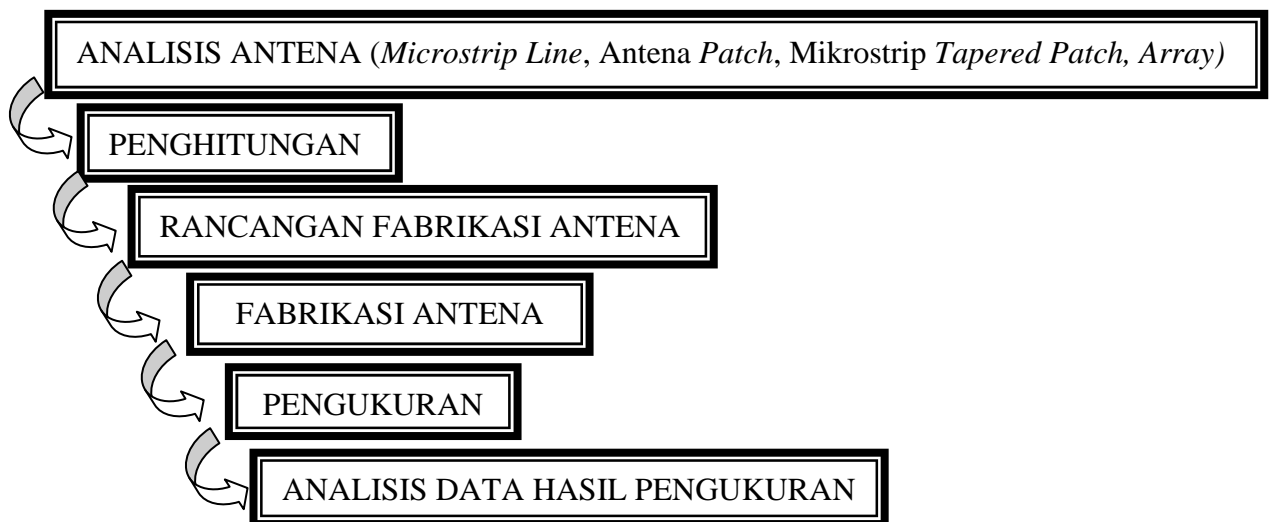 ANALISIS ANTENA (Microstrip Line, Antena Patch, Mikrostrip Tapered Patch, Array)
PENGHITUNGAN
RANCANGAN FABRIKASI ANTENA
FABRIKASI ANTENA
PENGUKURAN
ANALISIS DATA HASIL PENGUKURAN